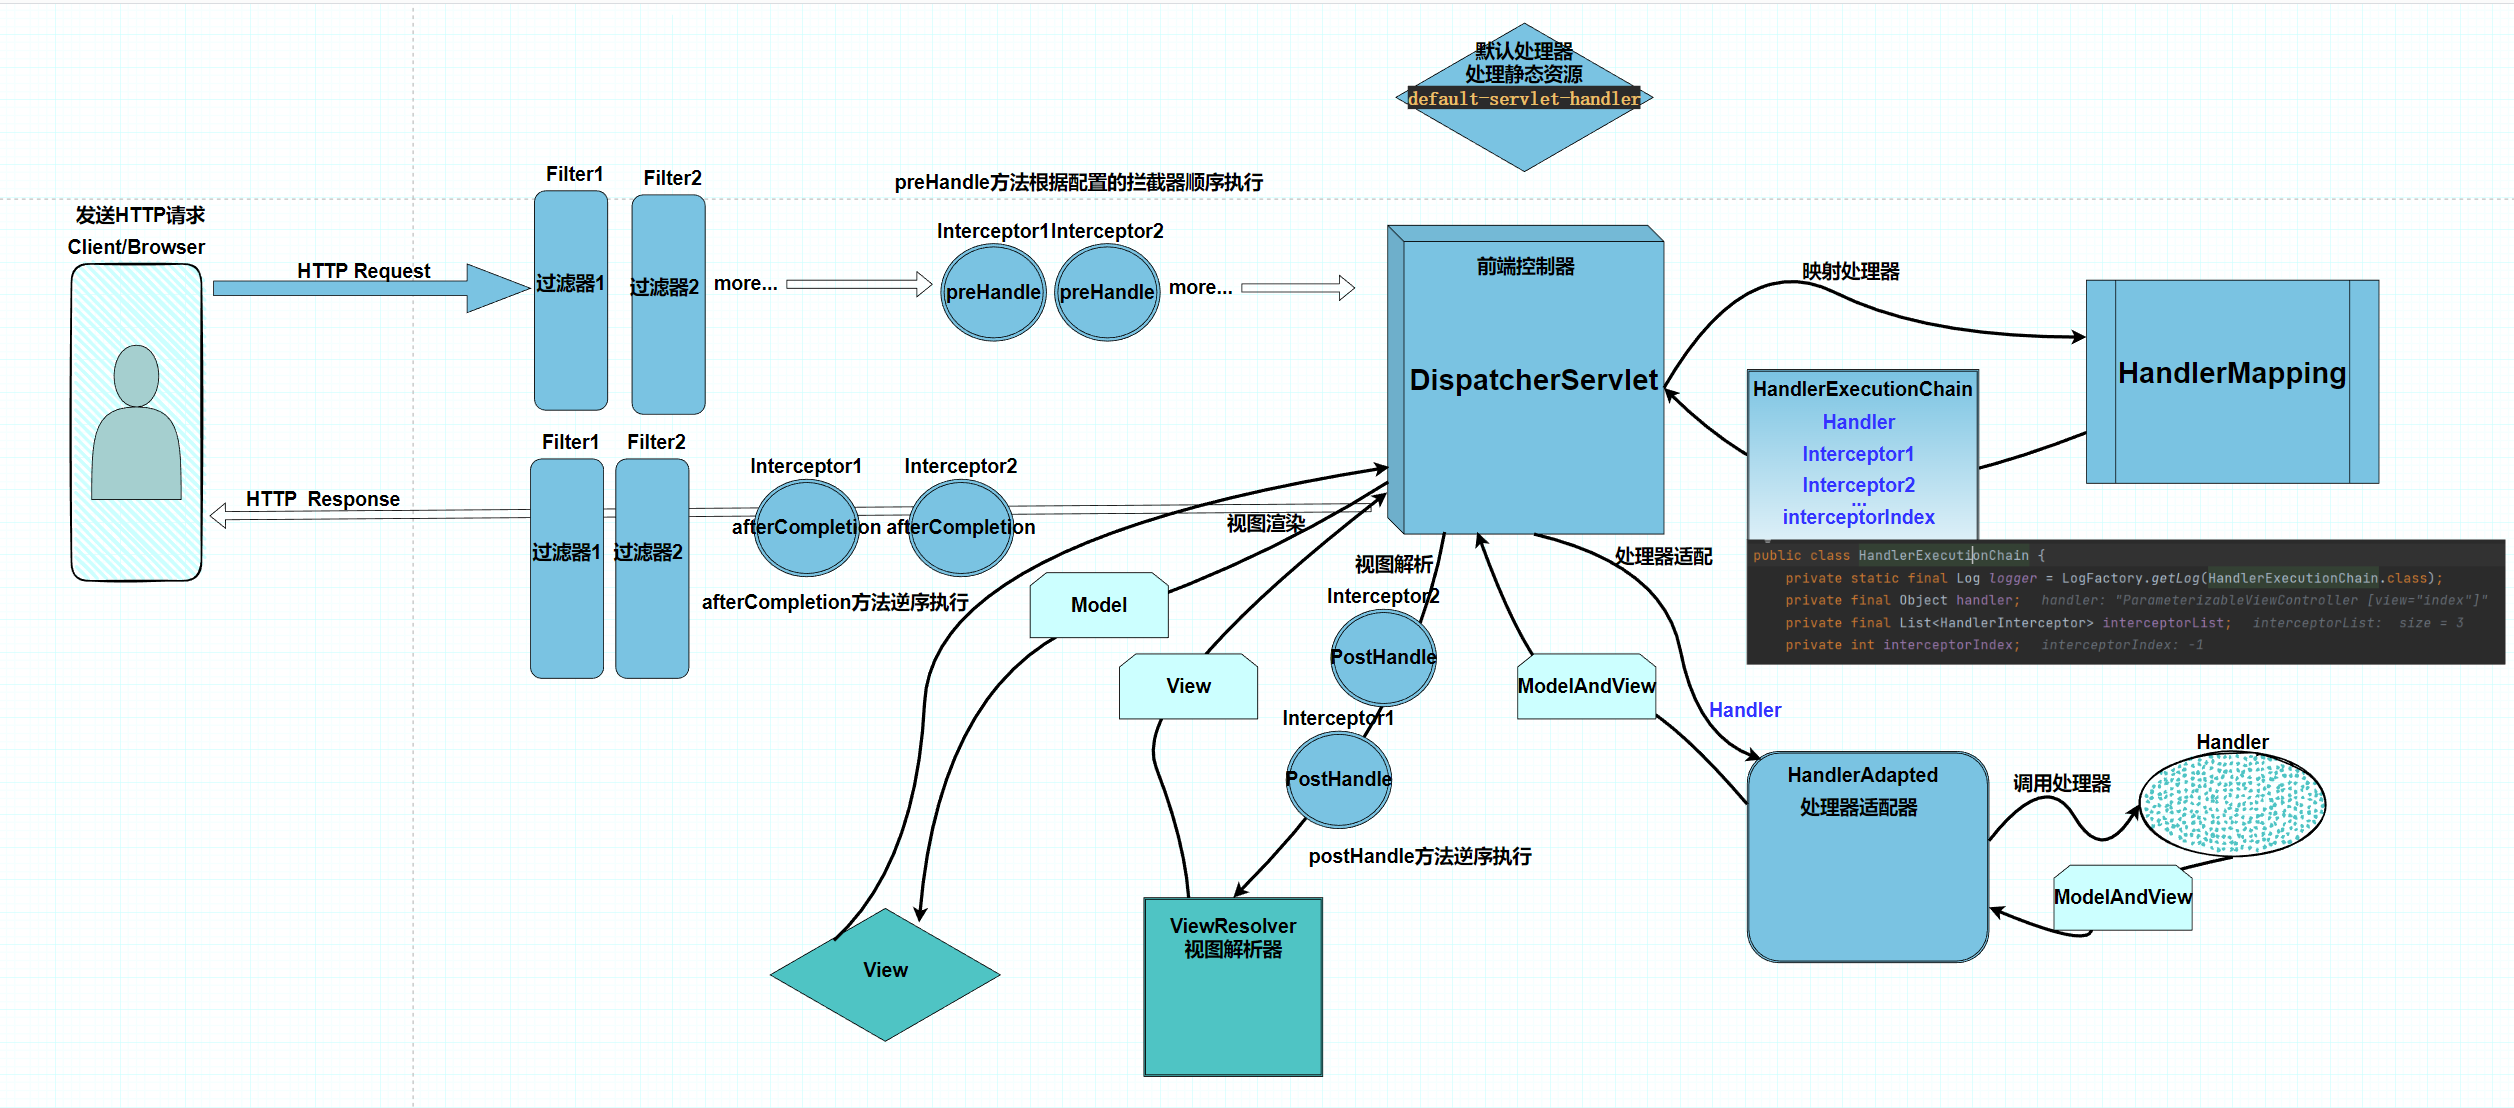 默认处理器
处理静态资源
default-servlet-handler
Filter1
Filter2
preHandle方法根据配置的拦截器顺序执行
发送HTTP请求
Client/Browser
HTTP Request
过滤器1
过滤器2
more...
Interceptor1
Interceptor2
preHandle
preHandle
more...
前端控制器
DispatcherServlet
映射处理器
HandlerMapping
HandlerExecutionChain
Handler
Interceptor1
Interceptor2
...
interceptorIndex
public class HandlerExecutionChain {
private static final Log logger = LogFactory.getLog(HandlerExecutionChain.class);
private final Object handler; handler: "ParameterizableViewController [view="index"]"
private final List<HandlerInterceptor> interceptorList; interceptorList: size = 3
private int interceptorIndex; interceptorIndex: -1
Filter1
Filter2
Interceptor1
Interceptor2
HTTP Response
过滤器1
过滤器2
afterCompletion
afterCompletion
afterCompletion方法逆序执行
视图渲染
视图解析
处理器适配
Model
View
Interceptor2
PostHandle
Interceptor1
PostHandle
postHandle方法逆序执行
ModelAndView
Handler
HandlerAdapted
处理器适配器
调用处理器
Handler
ModelAndView
ViewResolver
视图解析器
View